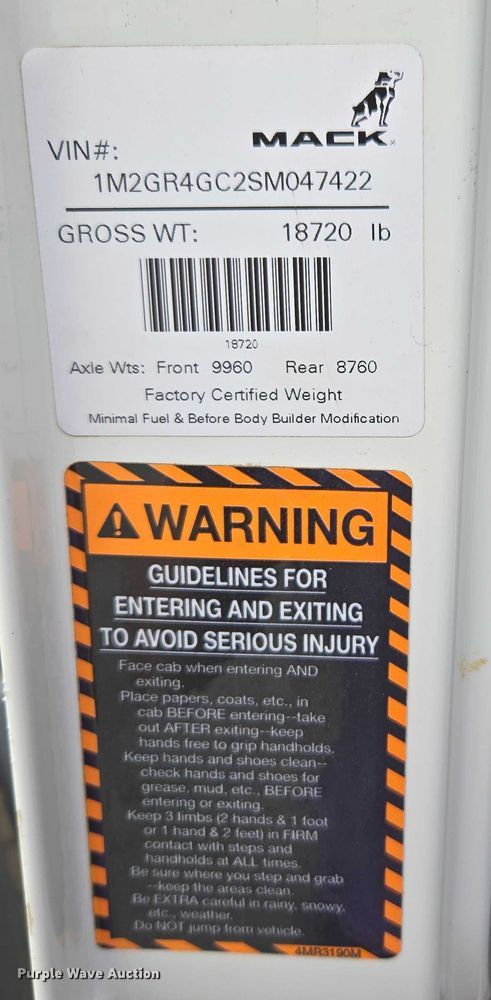 MACK
VIN#:
1M2GR4GC2SM047422
GROSS WT: 18720 lb
18720
Axle Wts: Front 9960 Rear 8760
Factory Certified Weight
Minimal Fuel & Before Body Builder Modification
WARNING
GUIDELINES FOR
ENTERING AND EXITING
TO AVOID SERIOUS INJURY
Face cab when entering AND
exiting.
Place papers, coats, etc., in
cab BEFORE entering--take
out AFTER exiting--keep
hands free to grip handholds.
Keep hands and shoes clean--
check hands and shoes for
grease, mud, etc., BEFORE
entering or exiting.
Keep 3 limbs (2 hands & 1 foot
or 1 hand & 2 feet) in FIRM
contact with steps and
handholds at ALL times.
Be sure where you step and grab
--keep the areas clean.
Be EXTRA careful in rainy, snowy,
etc., weather.
Do NOT jump from vehicle.
4MR3190M
Purple Wave Auction